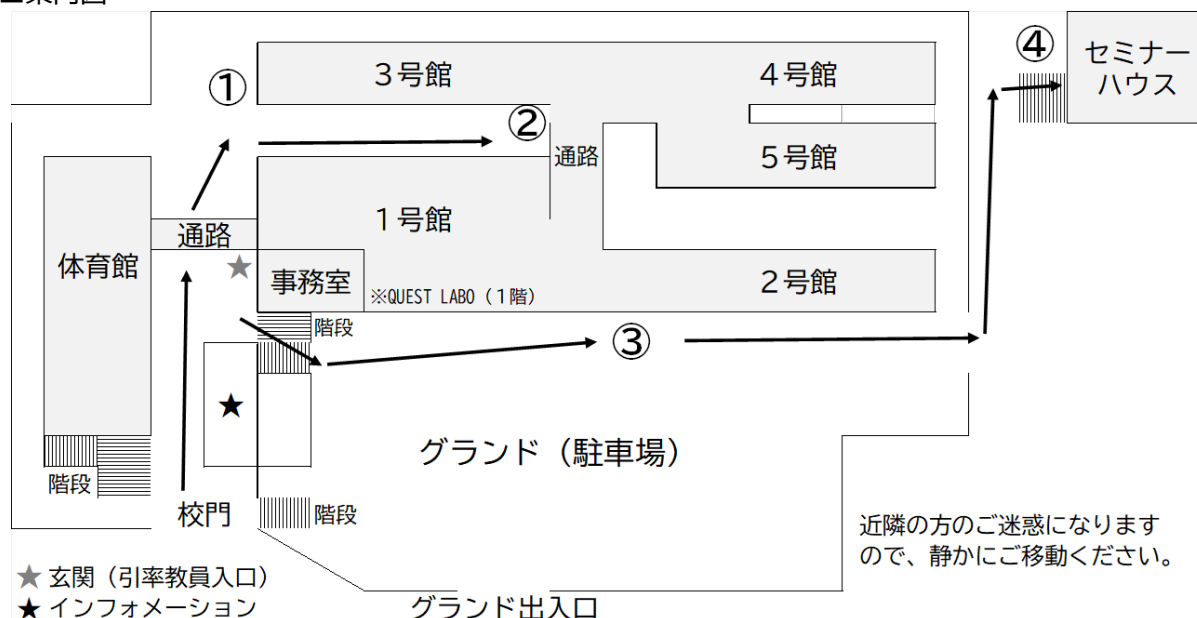 ④
セミナー
ハウス
①
3号館
4号館
②
通路
5号館
1号館
通路
体育館
★
事務室
※QUEST LABO(1階)
2号館
階段
③
★
グランド(駐車場)
階段
校門
階段
近隣の方のご迷惑になります
ので、静かにご移動ください。
★ 玄関(引率教員入口)
★ インフォメーション
グランド出入口